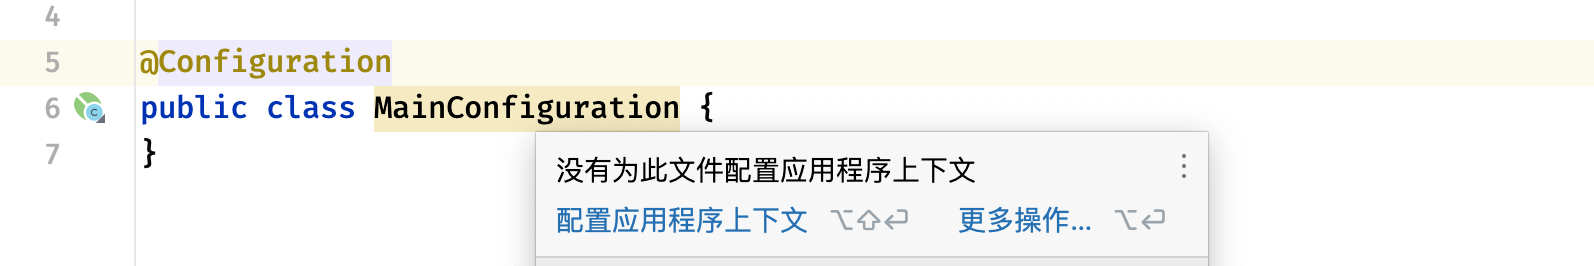 4
5 @Configuration
6 public class MainConfiguration {
7 }
没有为此文件配置应用程序上下文
配置应用程序上下文 ⌥⇧⏎ 更多操作... ⌥⏎